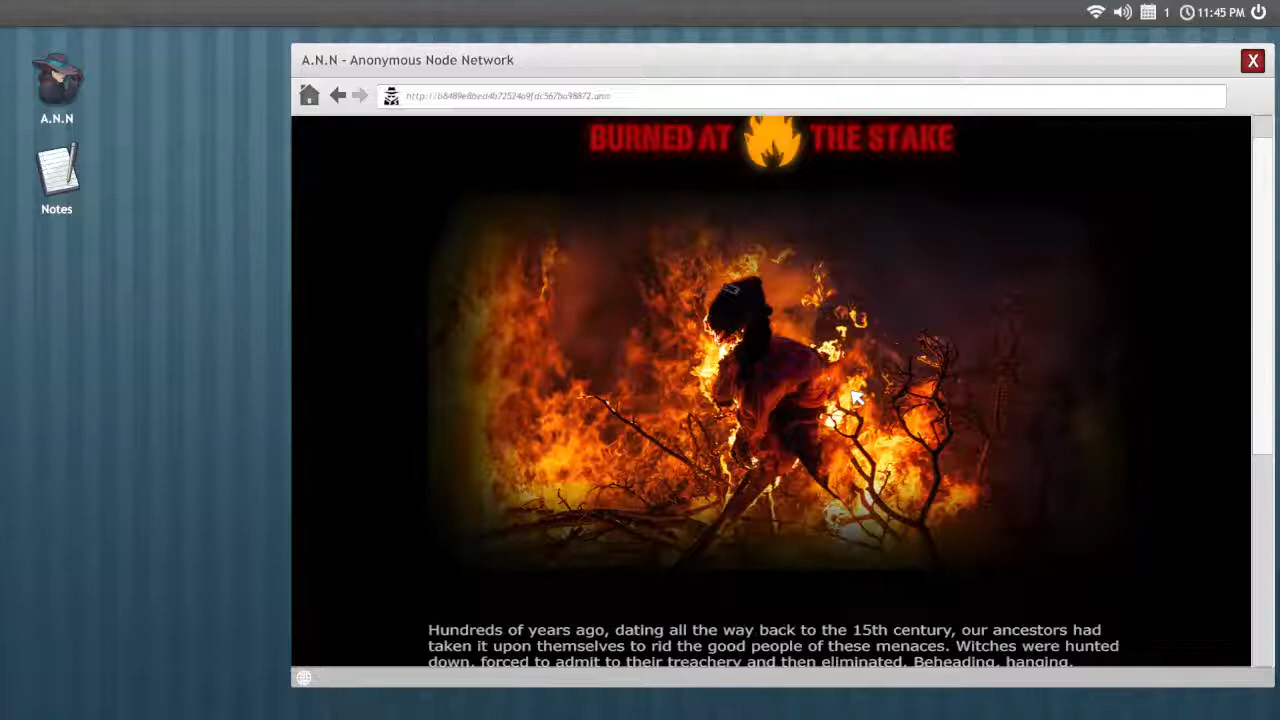 1 11:45 PM
A.N.N - Anonymous Node Network
X
A.N.N
BURNED AT THE STAKE
Notes
Hundreds of years ago, dating all the way back to the 15th century, our ancestors had
taken it upon themselves to rid the good people of these menaces. Witches were hunted
down, forced to admit to their treachery and then eliminated. Beheading, hanging,